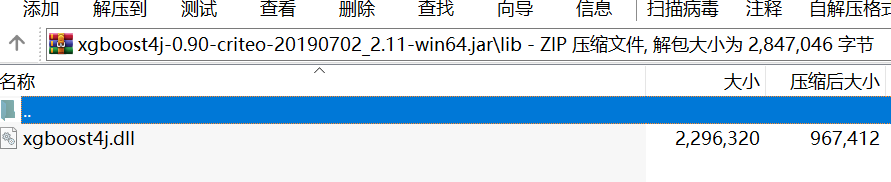 添加 解压到 测试 查看 删除 查找 向导 信息 扫描病毒 注释 自解压格式
xgboost4j-0.90-criteo-20190702_2.11-win64.jar\lib - ZIP 压缩文件, 解包大小为 2,847,046 字节
名称 大小 压缩后大小
..
xgboost4j.dll 2,296,320 967,412